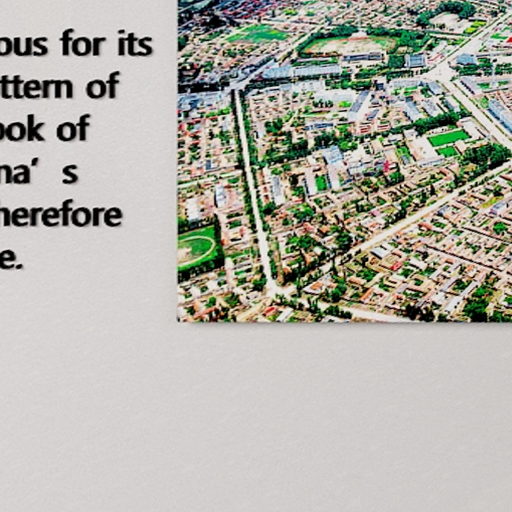 ous for its
ttern of
ook of
na’s
herefore
e.